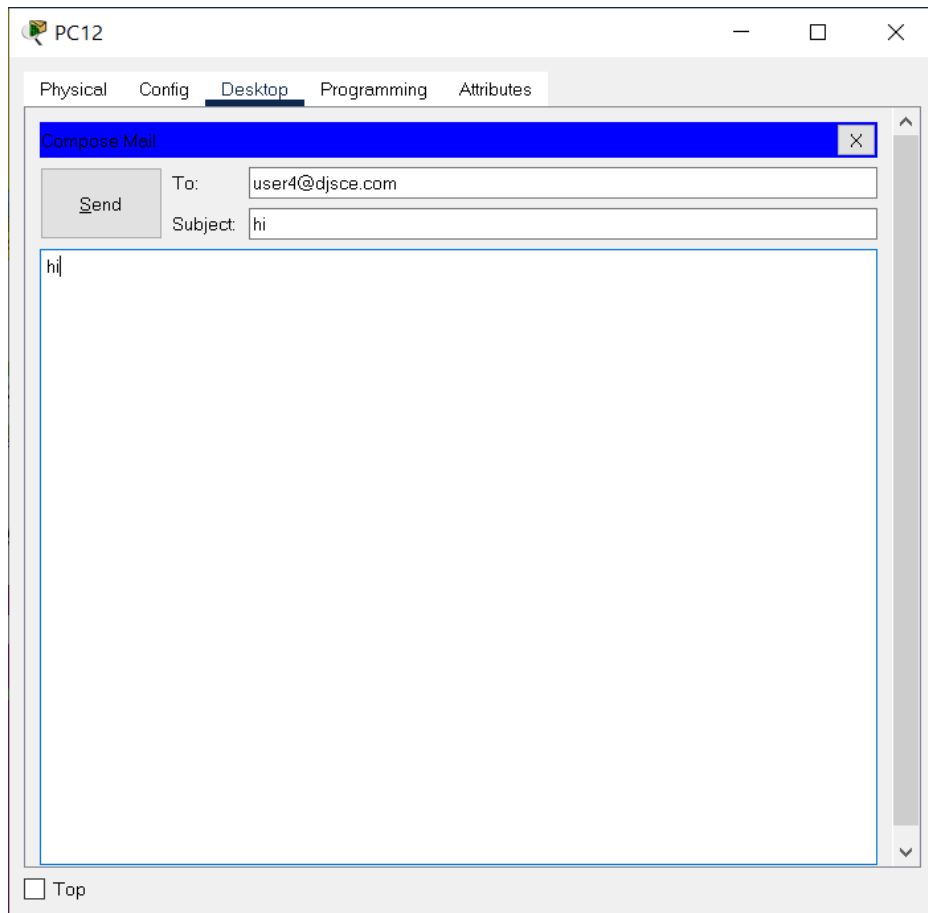 PC12
Physical Config Desktop Programming Attributes
Compose Mail X
Send
To: user4@djsce.com
Subject: hi
hi
Top